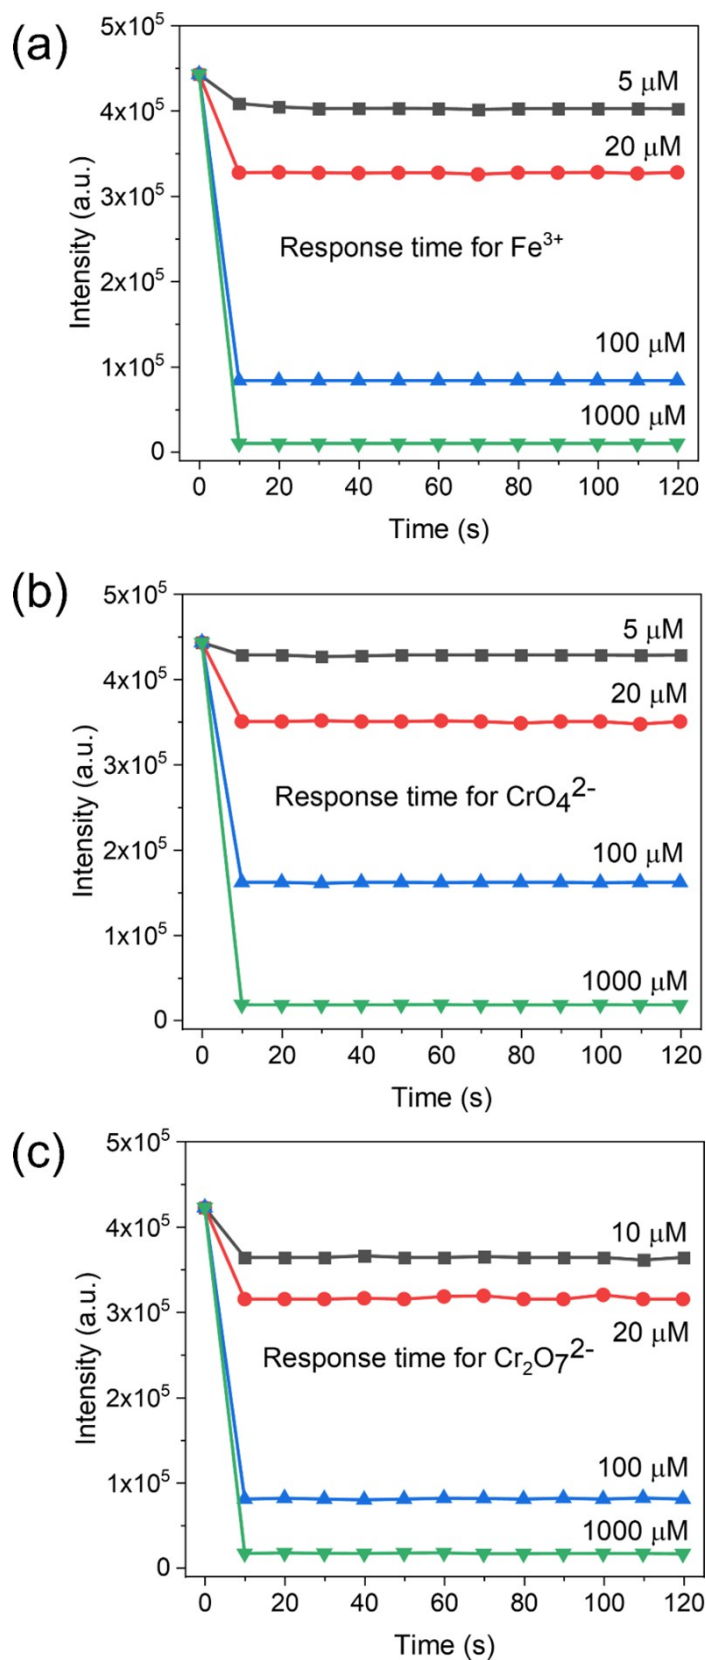 (a)
5x10⁵
4x10⁵
3x10⁵
2x10⁵
1x10⁵
0
Intensity (a.u.)
5 μM
20 μM
Response time for Fe³⁺
100 μM
1000 μM
0 20 40 60 80 100 120
Time (s)
(b)
5x10⁵
4x10⁵
3x10⁵
2x10⁵
1x10⁵
0
Intensity (a.u.)
5 μM
20 μM
Response time for CrO4²⁻
100 μM
1000 μM
0 20 40 60 80 100 120
Time (s)
(c)
5x10⁵
4x10⁵
3x10⁵
2x10⁵
1x10⁵
0
Intensity (a.u.)
10 μM
20 μM
Response time for Cr₂O7²⁻
100 μM
1000 μM
0 20 40 60 80 100 120
Time (s)